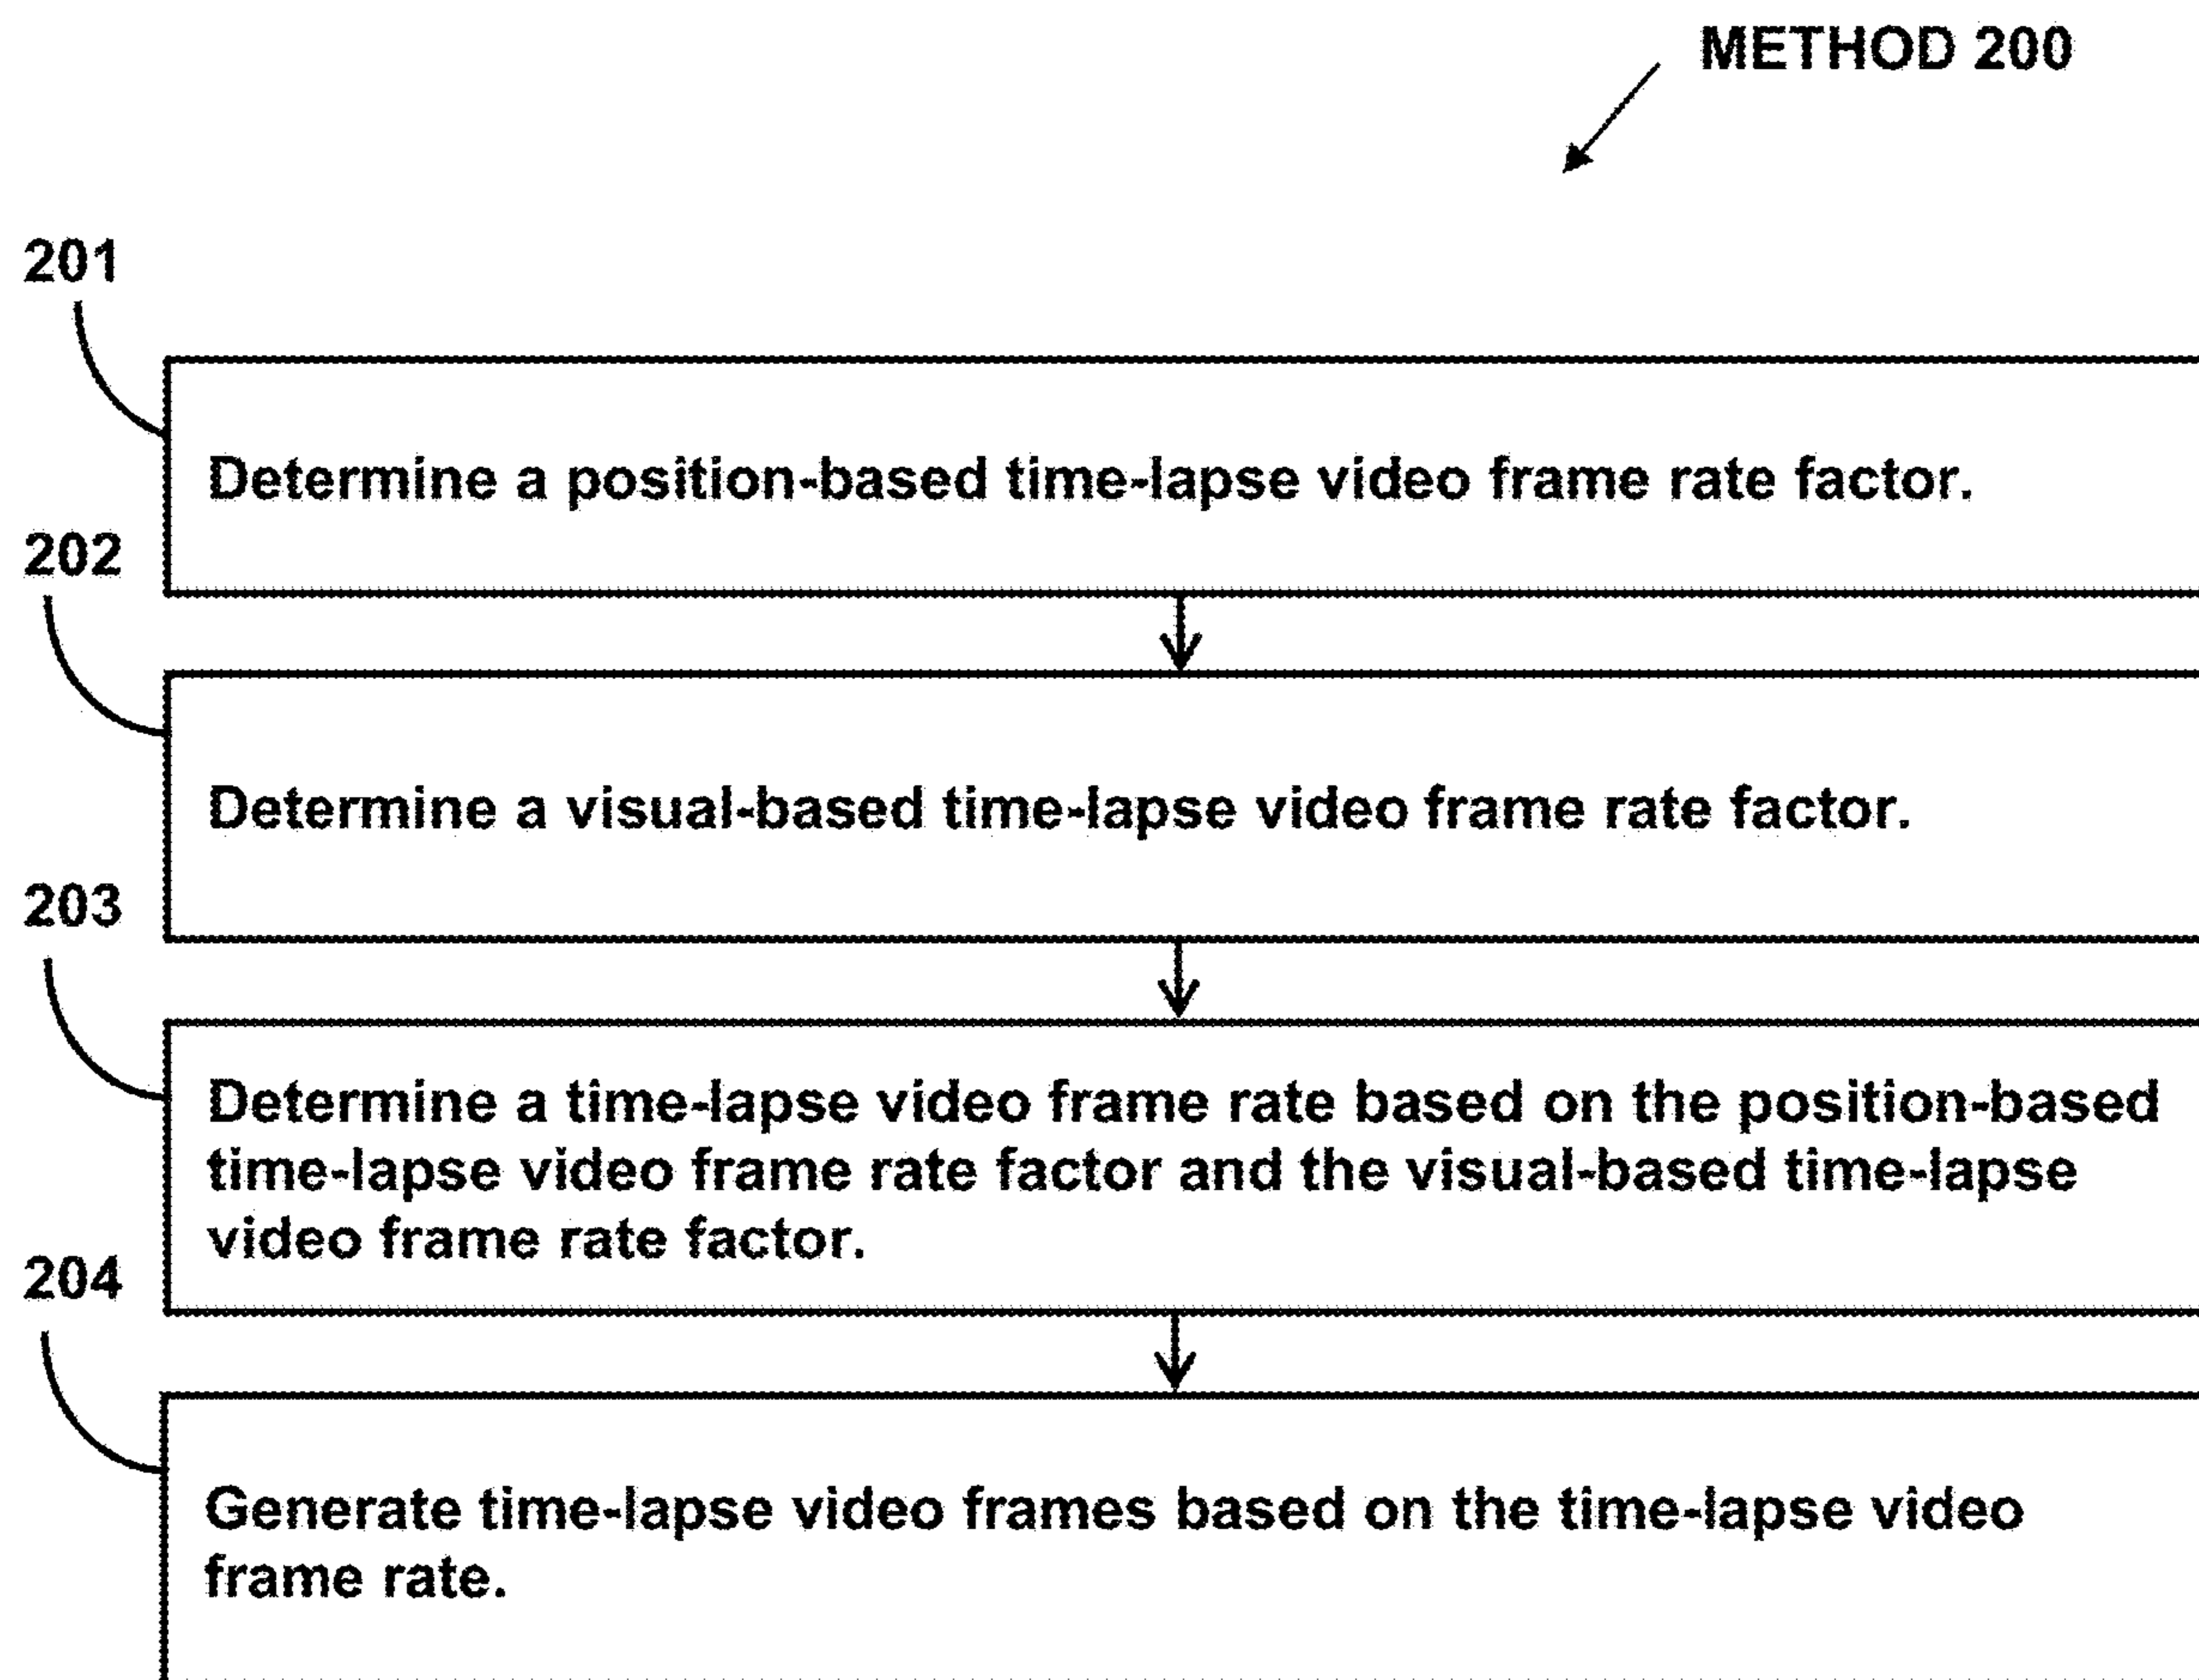 METHOD 200
201
Determine a position-based time-lapse video frame rate factor.
202
Determine a visual-based time-lapse video frame rate factor.
203
Determine a time-lapse video frame rate based on the position-based
time-lapse video frame rate factor and the visual-based time-lapse
video frame rate factor.
204
Generate time-lapse video frames based on the time-lapse video
frame rate.